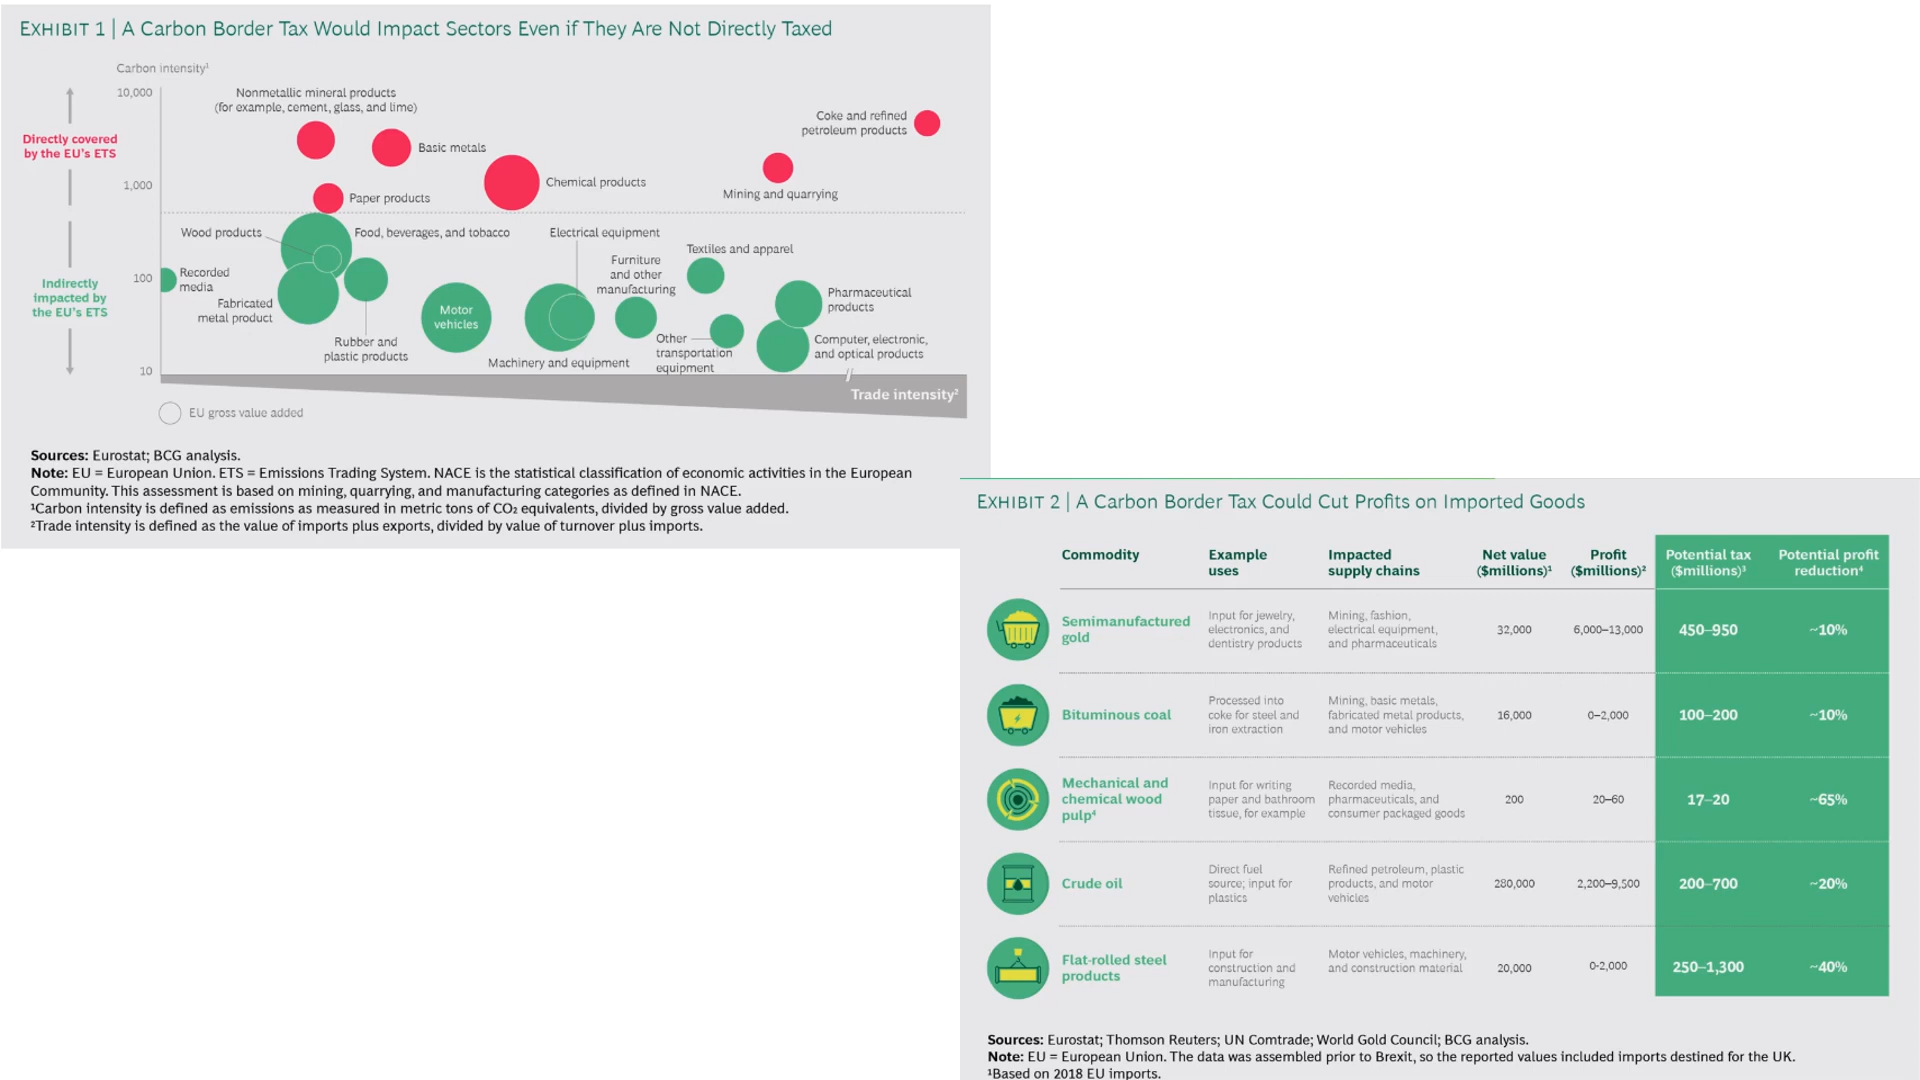 EXHIBIT 1 | A Carbon Border Tax Would Impact Sectors Even if They Are Not Directly Taxed
Carbon intensity¹
10,000
Nonmetallic mineral products
(for example, cement, glass, and lime)
Coke and refined
petroleum products
Directly covered
by the EU's ETS
Basic metals
1,000
Chemical products
Mining and quarrying
Paper products
Wood products
Food, beverages, and tobacco
Electrical equipment
Textiles and apparel
Furniture
and other
manufacturing
100
Recorded
media
Indirectly
impacted by
the EU's ETS
Fabricated
metal product
Motor
vehicles
Pharmaceutical
products
Rubber and
plastic products
Other
transportation
equipment
Computer, electronic,
and optical products
Machinery and equipment
10
Trade intensity²
EU gross value added
Sources: Eurostat; BCG analysis.
Note: EU = European Union. ETS = Emissions Trading System. NACE is the statistical classification of economic activities in the European
Community. This assessment is based on mining, quarrying, and manufacturing categories as defined in NACE.
¹Carbon intensity is defined as emissions as measured in metric tons of CO₂ equivalents, divided by gross value added.
²Trade intensity is defined as the value of imports plus exports, divided by value of turnover plus imports.
EXHIBIT 2 | A Carbon Border Tax Could Cut Profits on Imported Goods
Commodity
Example
uses
Impacted
supply chains
Net value
($millions)¹
Profit
($millions)²
Potential tax
($millions)³
Potential profit
reduction⁴
Semimanufactured
gold
Input for jewelry,
electronics, and
dentistry products
Mining, fashion,
electrical equipment,
and pharmaceuticals
32,000
6,000–13,000
450–950
~10%
Bituminous coal
Processed into
coke for steel and
iron extraction
Mining, basic metals,
fabricated metal products,
and motor vehicles
16,000
0–2,000
100–200
~10%
Mechanical and
chemical wood
pulp⁴
Input for writing
paper and bathroom
tissue, for example
Recorded media,
pharmaceuticals, and
consumer packaged goods
200
20–60
17–20
~65%
Crude oil
Direct fuel
source; input for
plastics
Refined petroleum, plastic
products, and motor
vehicles
280,000
2,200–9,500
200–700
~20%
Flat-rolled steel
products
Input for
construction and
manufacturing
Motor vehicles, machinery,
and construction material
20,000
0-2,000
250–1,300
~40%
Sources: Eurostat; Thomson Reuters; UN Comtrade; World Gold Council; BCG analysis.
Note: EU = European Union. The data was assembled prior to Brexit, so the reported values included imports destined for the UK.
¹Based on 2018 EU imports.